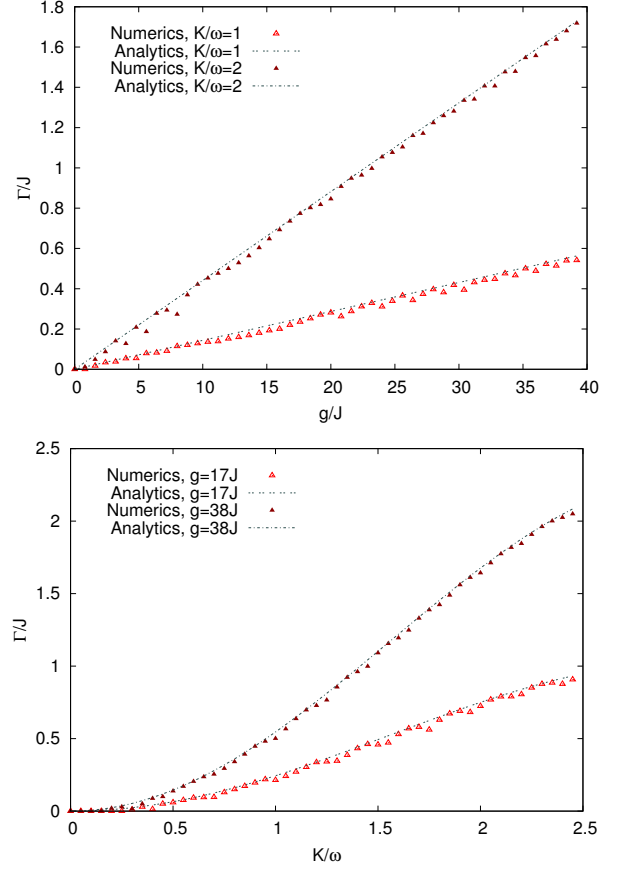 1.8
1.6
1.4
1.2
1
0.8
0.6
0.4
0.2
0
Γ/J
Numerics, K/ω=1
Analytics, K/ω=1
Numerics, K/ω=2
Analytics, K/ω=2
0 5 10 15 20 25 30 35 40
g/J
2.5
2
1.5
1
0.5
0
Γ/J
Numerics, g=17J
Analytics, g=17J
Numerics, g=38J
Analytics, g=38J
0 0.5 1 1.5 2 2.5
K/ω